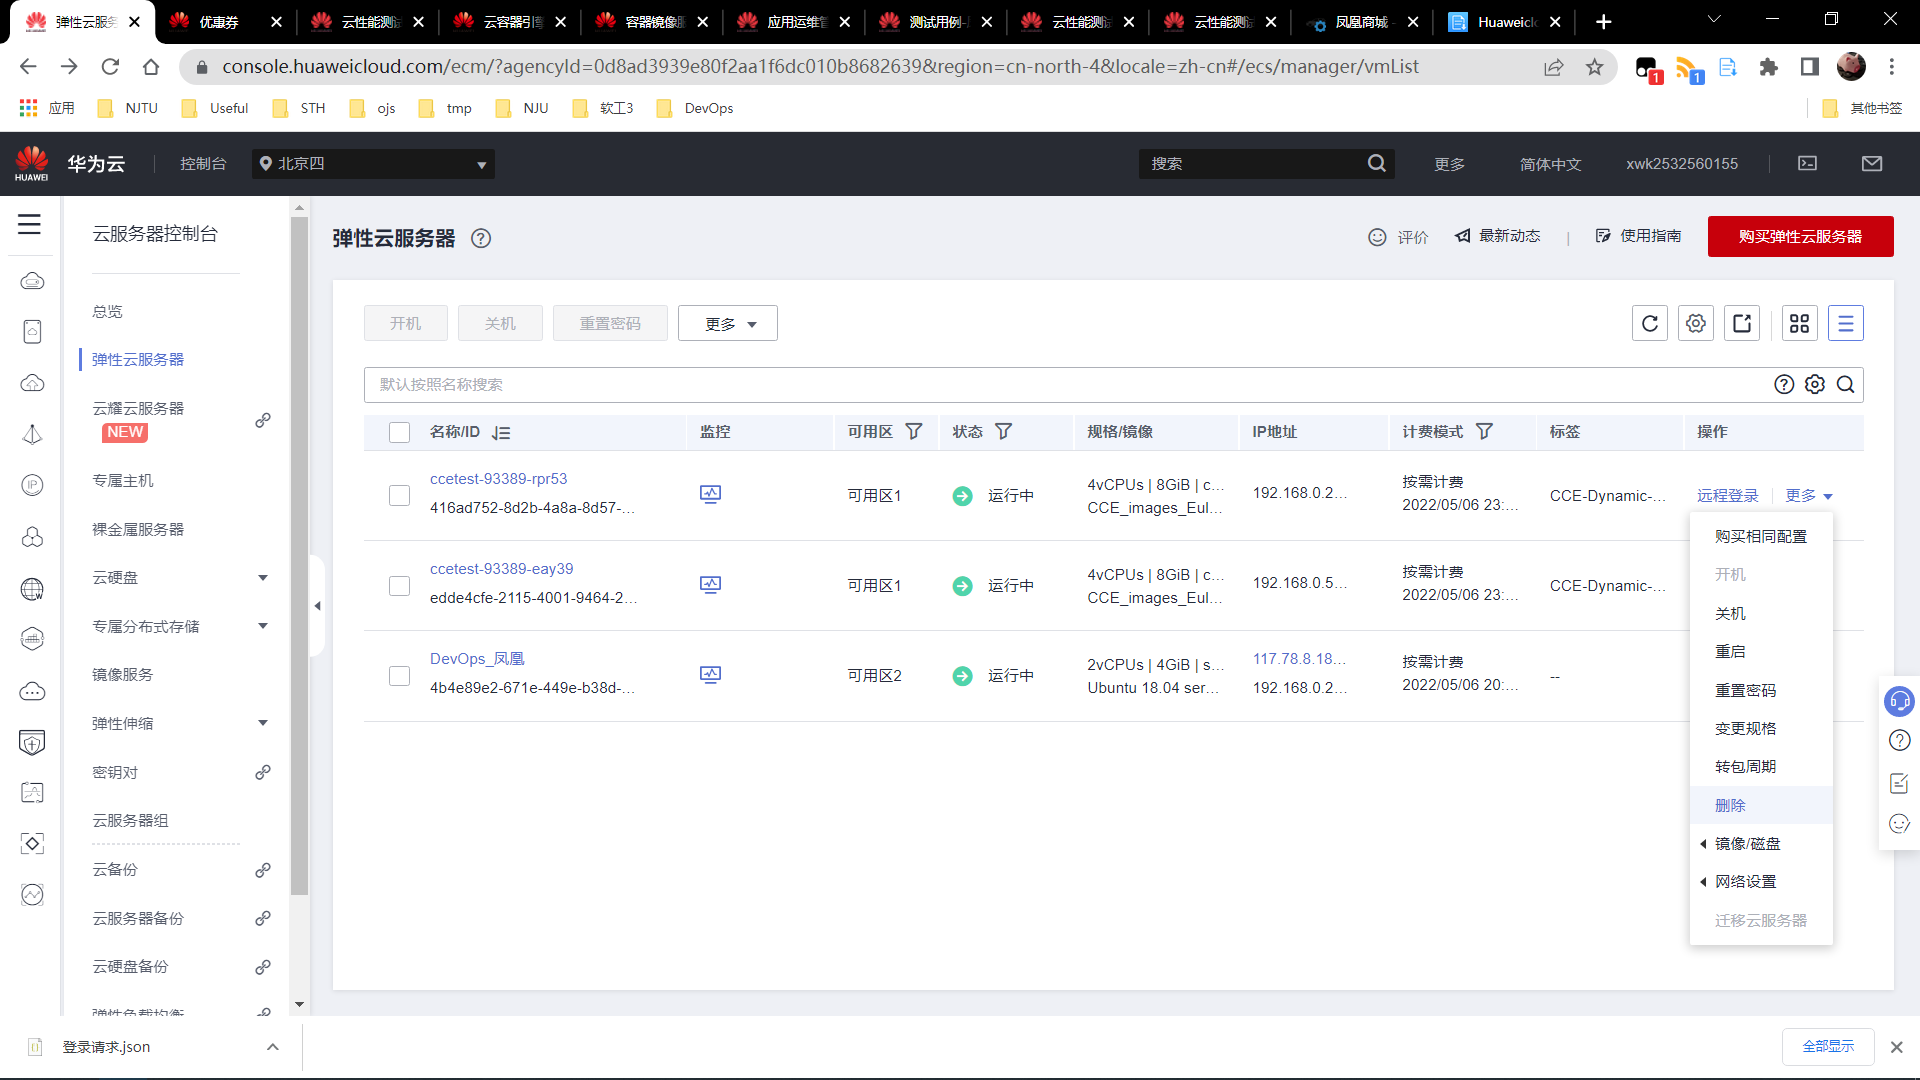 弹性云服务
优惠券
云性能测试
云容器引擎
容器镜像服
应用运维管
测试用例-
云性能测试
云性能测试
凤凰商城 -
Huaweiclo
console.huaweicloud.com/ecm/?agencyId=0d8ad3939e80f2aa1f6dc010b8682639&region=cn-north-4&locale=zh-cn#/ecs/manager/vmList
1
1
应用
NJTU
Useful
STH
ojs
tmp
NJU
软工3
DevOps
其他书签
HUAWEI
华为云
控制台
北京四
搜索
更多
简体中文
xwk2532560155
云服务器控制台
总览
弹性云服务器
云耀云服务器
NEW
专属主机
裸金属服务器
云硬盘
专属分布式存储
镜像服务
弹性伸缩
密钥对
云服务器组
云备份
云服务器备份
云硬盘备份
弹性负载均衡
弹性云服务器
评价
最新动态
使用指南
购买弹性云服务器
开机
关机
重置密码
更多
默认按照名称搜索
名称/ID
监控
可用区
状态
规格/镜像
IP地址
计费模式
标签
操作
ccetest-93389-rpr53
416ad752-8d2b-4a8a-8d57-...
可用区1
运行中
4vCPUs | 8GiB | c...
CCE_images_Eul...
192.168.0.2...
按需计费
2022/05/06 23:...
CCE-Dynamic-...
远程登录
更多
ccetest-93389-eay39
edde4cfe-2115-4001-9464-2...
可用区1
运行中
4vCPUs | 8GiB | c...
CCE_images_Eul...
192.168.0.5...
按需计费
2022/05/06 23:...
CCE-Dynamic-...
DevOps_凤凰
4b4e89e2-671e-449e-b38d-...
可用区2
运行中
2vCPUs | 4GiB | s...
Ubuntu 18.04 ser...
117.78.8.18...
192.168.0.2...
按需计费
2022/05/06 20:...
--
购买相同配置
开机
关机
重启
重置密码
变更规格
转包周期
删除
镜像/磁盘
网络设置
迁移云服务器
登录请求.json
全部显示